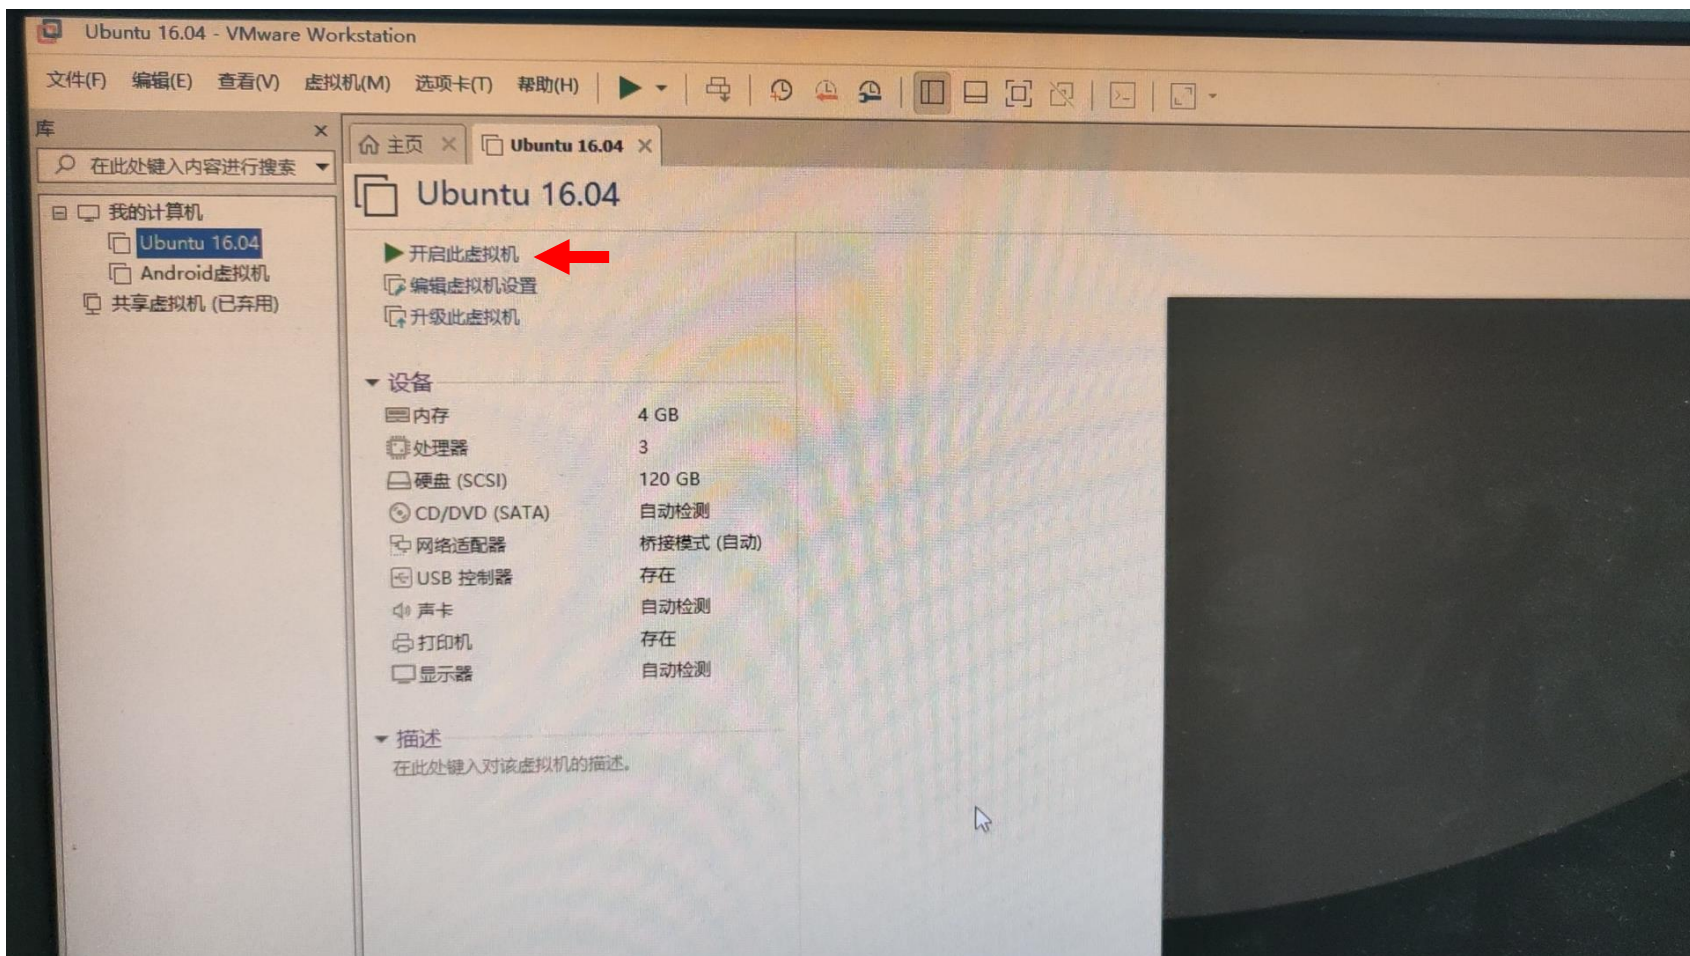 Ubuntu 16.04 - VMware Workstation
文件(F) 编辑(E) 查看(V) 虚拟机(M) 选项卡(T) 帮助(H)
库
在此处键入内容进行搜索
我的计算机
Ubuntu 16.04
Android虚拟机
共享虚拟机 (已弃用)
主页 Ubuntu 16.04
Ubuntu 16.04
开启此虚拟机
编辑虚拟机设置
升级此虚拟机
设备
内存 4 GB
处理器 3
硬盘 (SCSI) 120 GB
CD/DVD (SATA) 自动检测
网络适配器 桥接模式 (自动)
USB 控制器 存在
声卡 自动检测
打印机 存在
显示器 自动检测
描述
在此处键入对该虚拟机的描述。